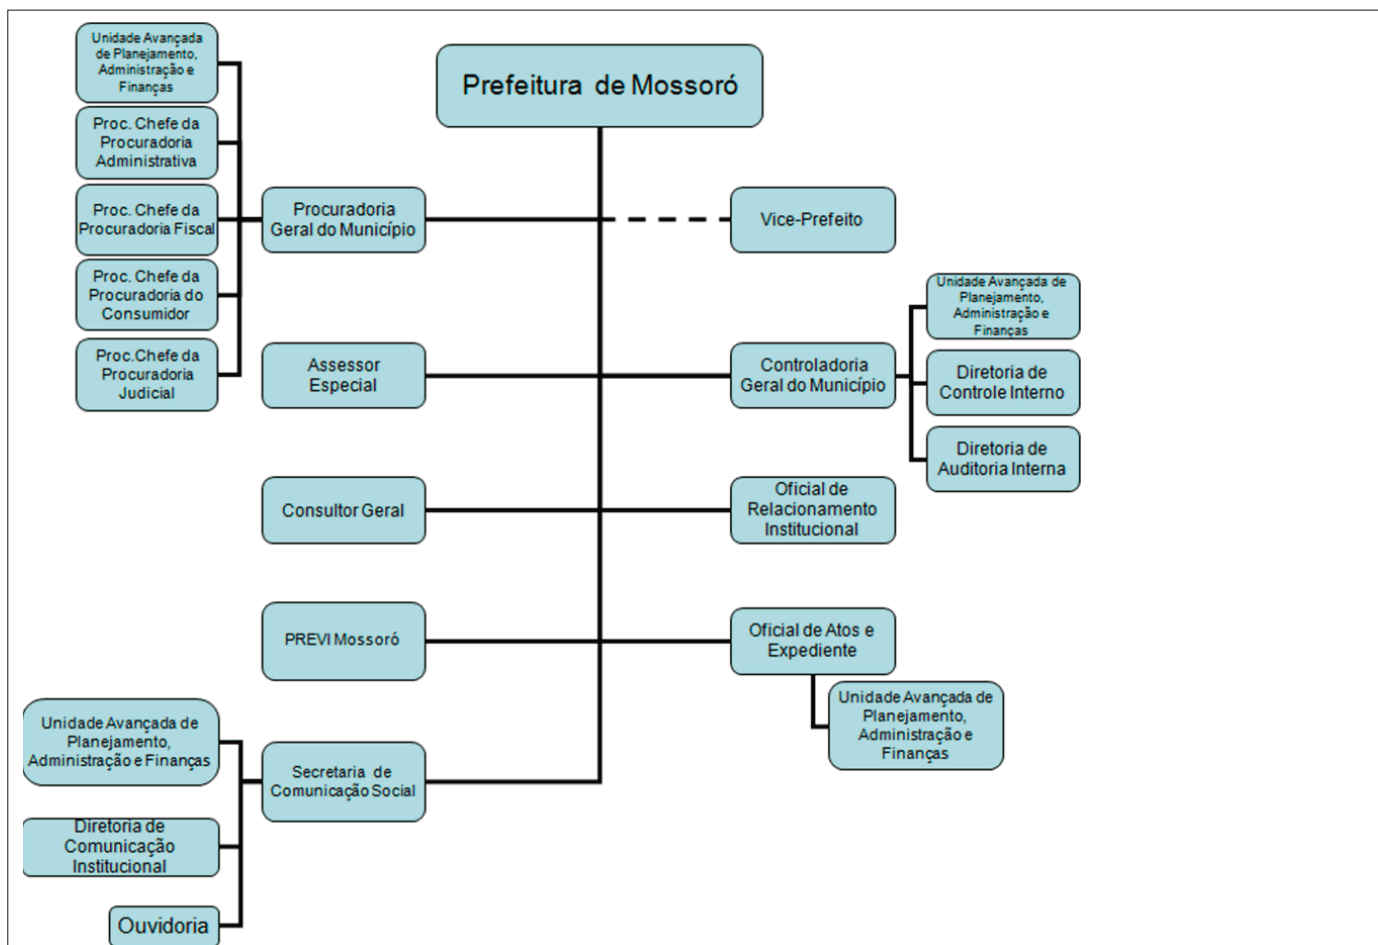 Unidade Avançada
de Planejamento,
Administração e
Finanças
Prefeitura de Mossoró
Proc. Chefe da
Procuradoria
Administrativa
Proc. Chefe da
Procuradoria Fiscal
Procuradoria
Geral do Município
Vice-Prefeito
Proc. Chefe da
Procuradoria do
Consumidor
Unidade Avançada de
Planejamento,
Administração e
Finanças
Proc.Chefe da
Procuradoria
Judicial
Assessor
Especial
Controladoria
Geral do Município
Diretoria de
Controle Interno
Diretoria de
Auditoria Interna
Consultor Geral
Oficial de
Relacionamento
Institucional
PREVI Mossoró
Oficial de Atos e
Expediente
Unidade Avançada de
Planejamento,
Administração e
Finanças
Unidade Avançada de
Planejamento,
Administração e Finanças
Secretaria de
Comunicação Social
Diretoria de
Comunicação
Institucional
Ouvidoria